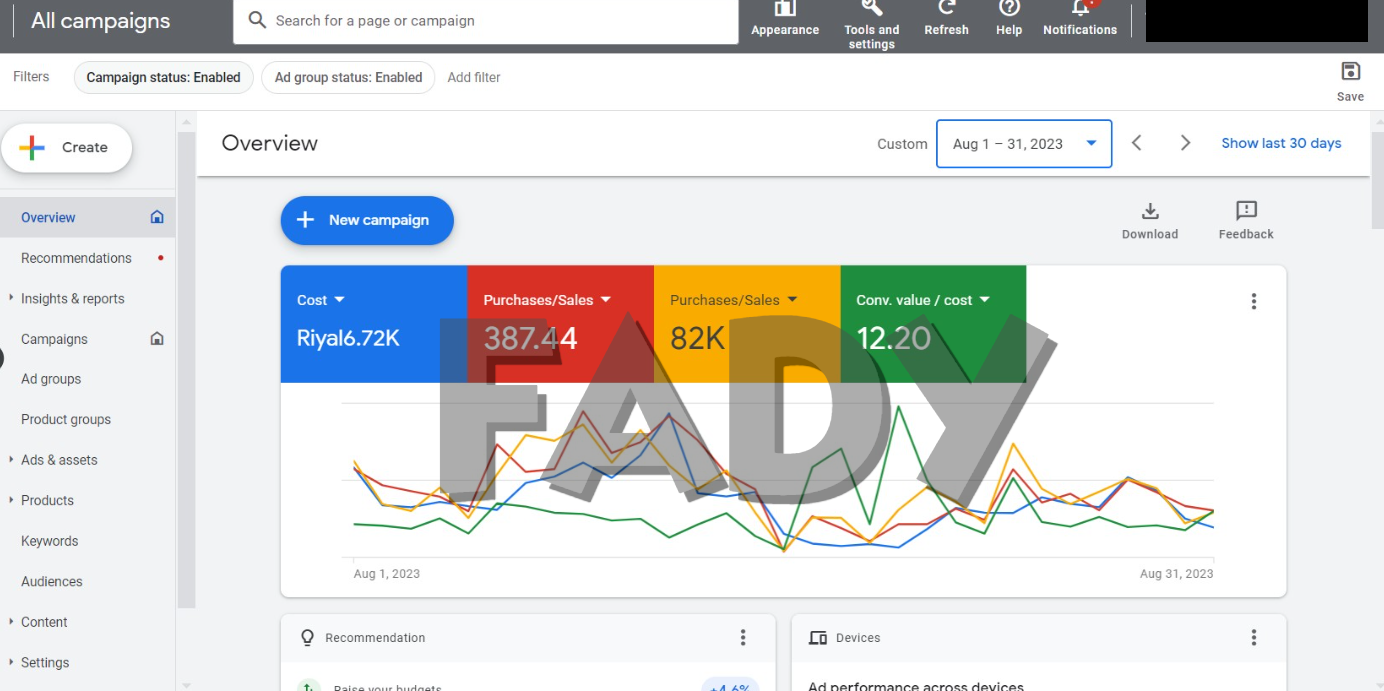 All campaigns
Search for a page or campaign
Appearance
Tools and
settings
Refresh
Help
Notifications
Filters
Campaign status: Enabled
Ad group status: Enabled
Add filter
Save
Create
Overview
Custom
Aug 1 – 31, 2023
Show last 30 days
Overview
Recommendations
Insights & reports
Campaigns
Ad groups
Product groups
Ads & assets
Products
Keywords
Audiences
Content
Settings
New campaign
Download
Feedback
Cost
Riyal6.72K
Purchases/Sales
387.44
Purchases/Sales
82K
Conv. value / cost
12.20
FADY
Aug 1, 2023
Aug 31, 2023
Recommendation
Raise your budgets
+4.6%
Devices
Ad performance across devices